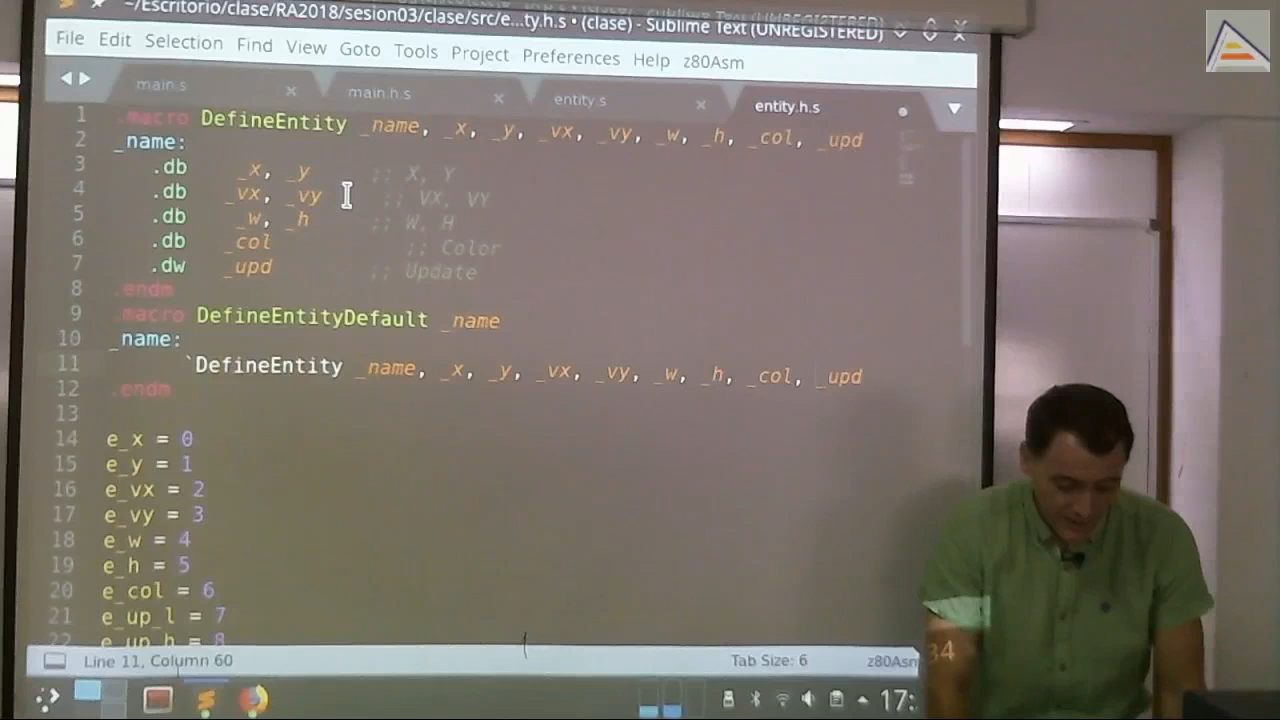 ~/Escritorio/clase/RA2018/sesion03/clase/src/e...ty.h.s • (clase) - Sublime Text (UNREGISTERED)
File Edit Selection Find View Goto Tools Project Preferences Help z80Asm
main.s main.h.s entity.s entity.h.s
1 .macro DefineEntity _name, _x, _y, _vx, _vy, _w, _h, _col, _upd
2 _name:
3 .db _x, _y ;; X, Y
4 .db _vx, _vy ;; VX, VY
5 .db _w, _h ;; W, H
6 .db _col ;; Color
7 .dw _upd ;; Update
8 .endm
9 .macro DefineEntityDefault _name
10 _name:
11 `DefineEntity _name, _x, _y, _vx, _vy, _w, _h, _col, _upd
12 .endm
13
14 e_x = 0
15 e_y = 1
16 e_vx = 2
17 e_vy = 3
18 e_w = 4
19 e_h = 5
20 e_col = 6
21 e_up_l = 7
22 e_up_h = 8
Line 11, Column 60 Tab Size: 6 z80Asm
17: